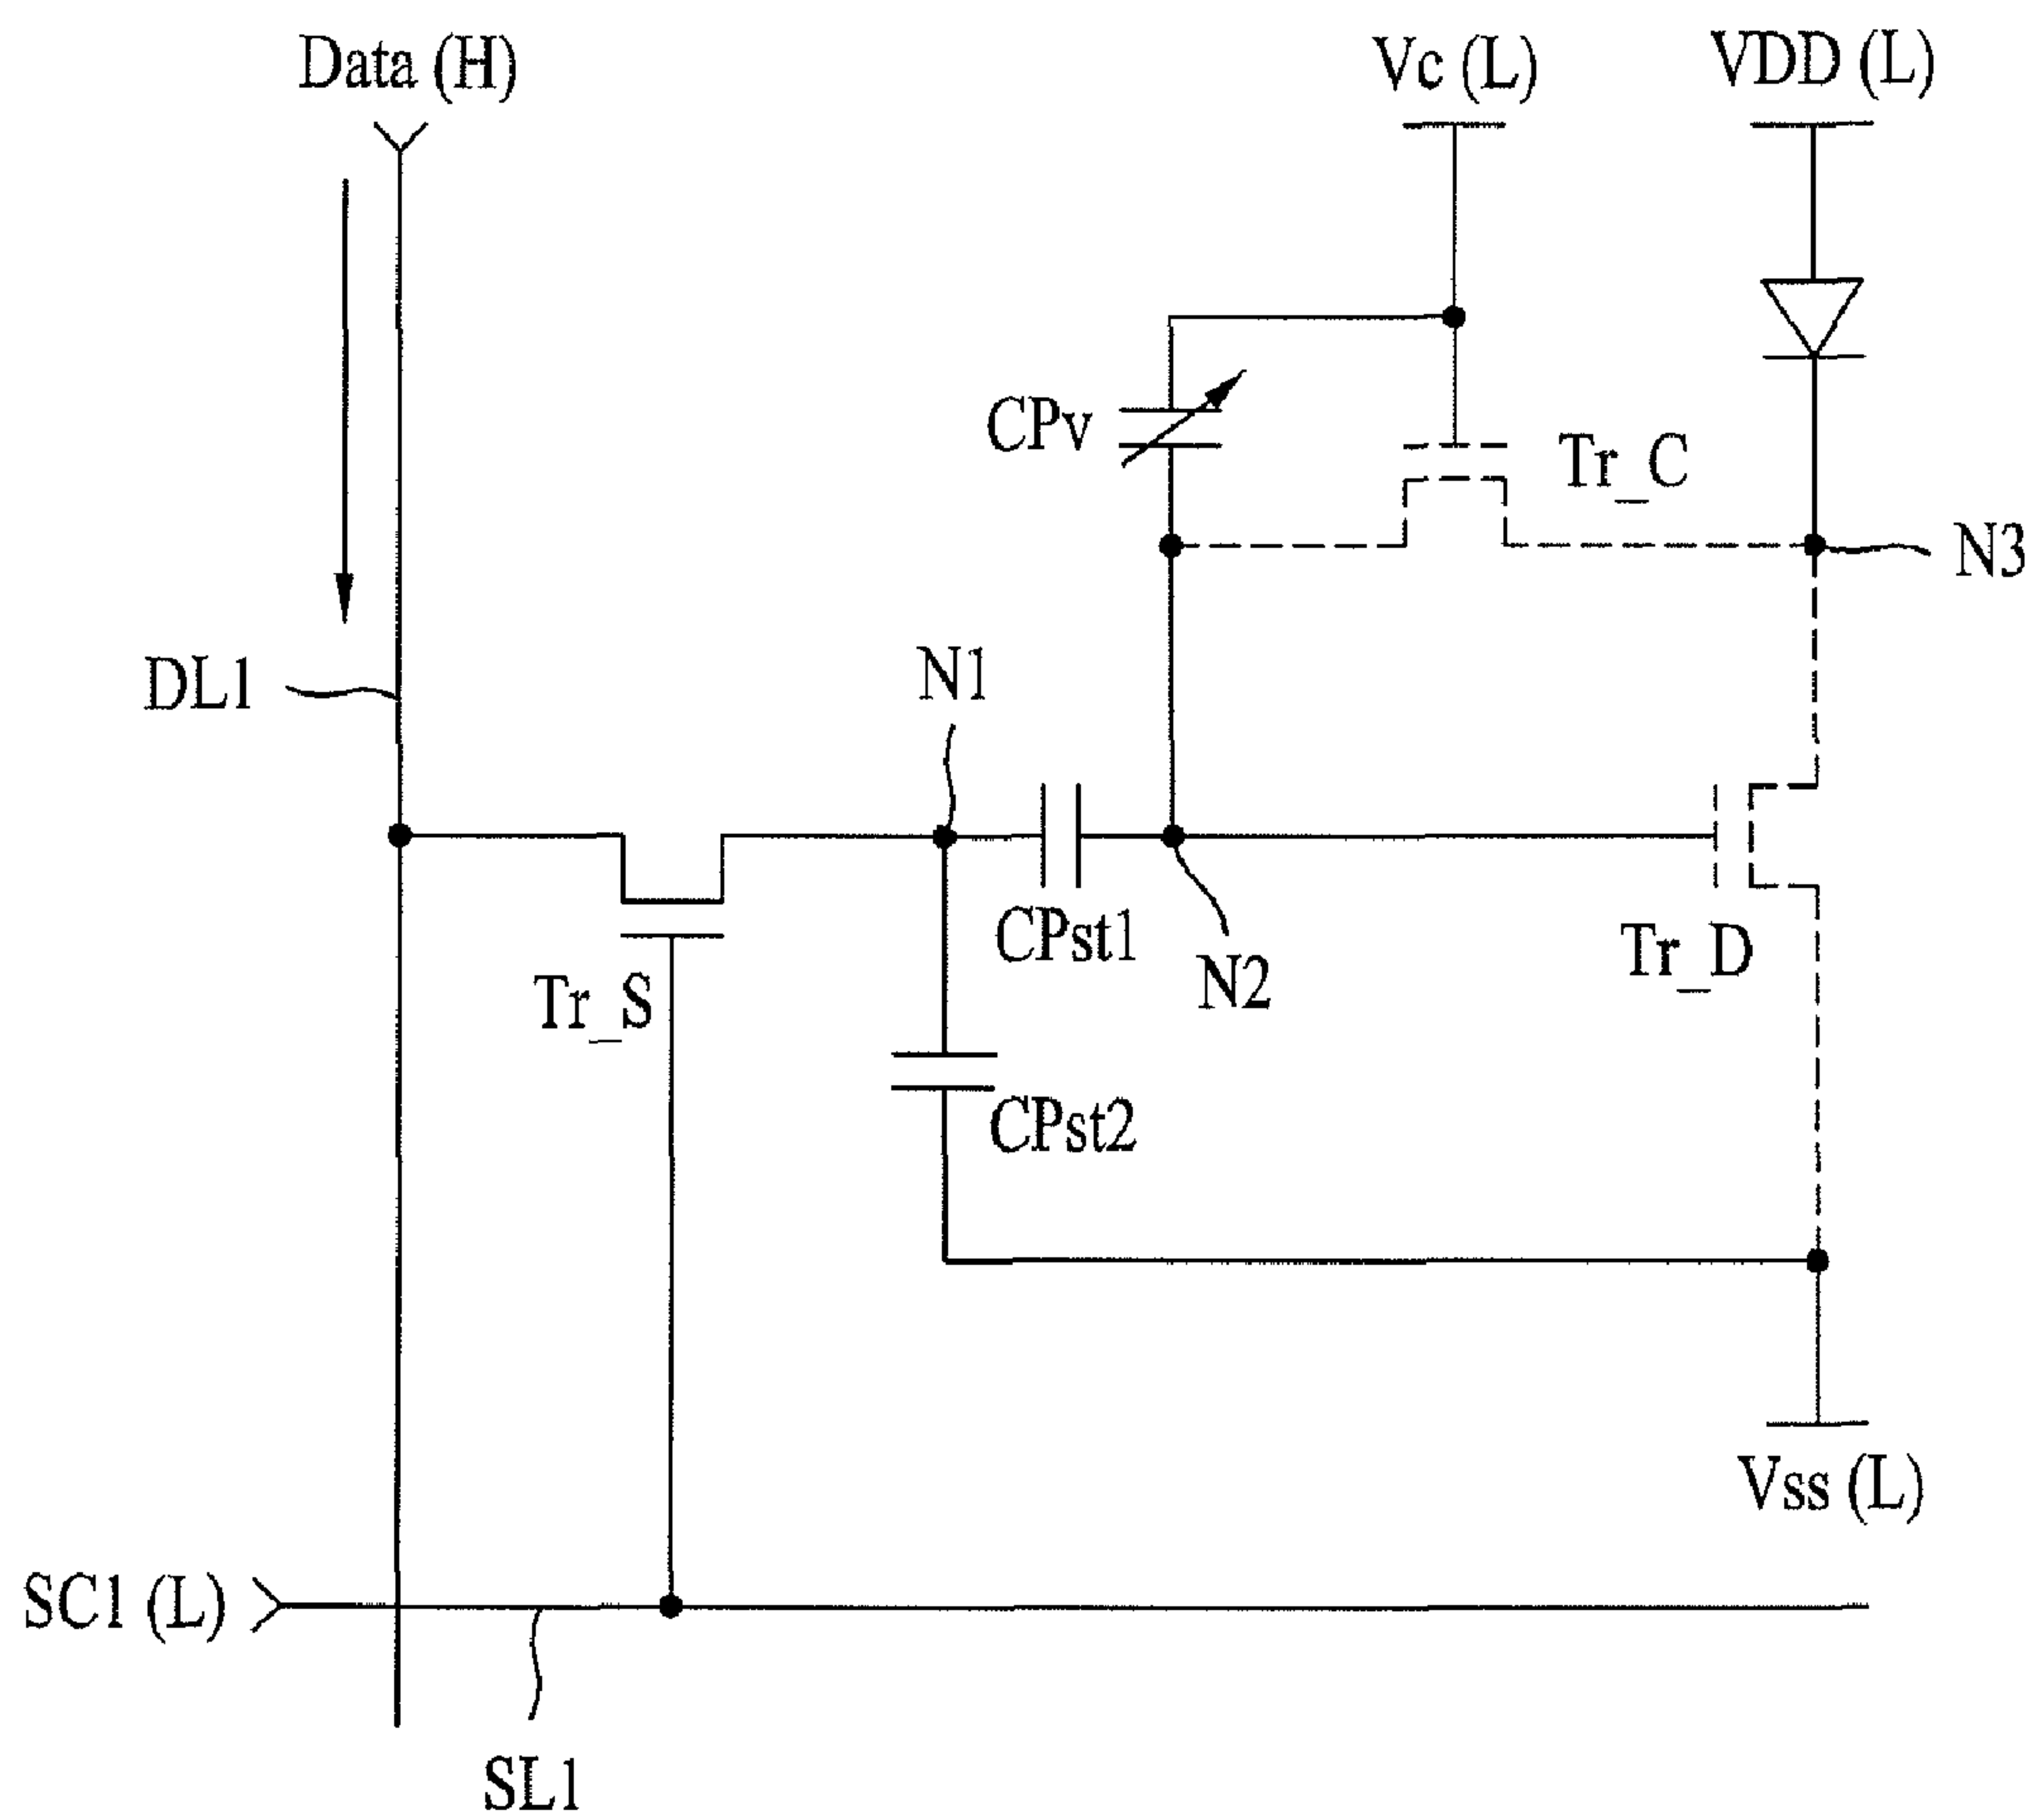 Data (H)
Vc (L)
VDD (L)
CPv
Tr_C
N3
DL1
N1
CPst1
N2
Tr_D
Tr_S
CPst2
Vss (L)
SC1 (L)
SL1